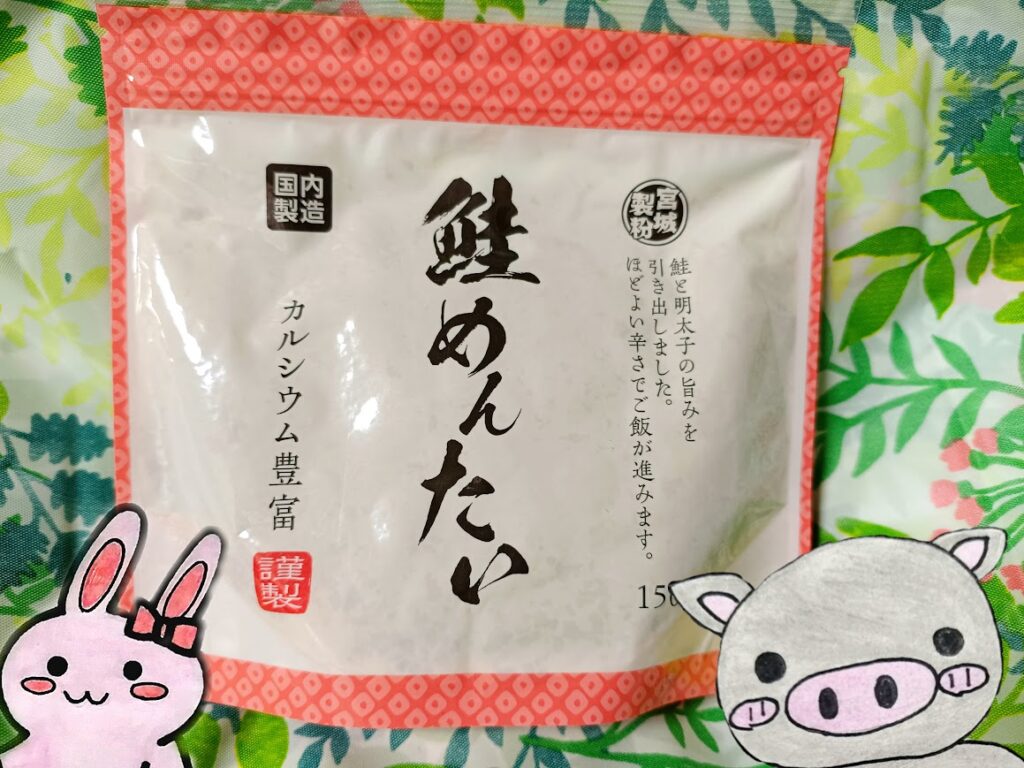 宮城
製粉
鮭と明太子の旨みを
引き出しました。
ほどよい辛さでご飯が進みます。
鮭めんたい
国内
製造
カルシウム豊富
謹製